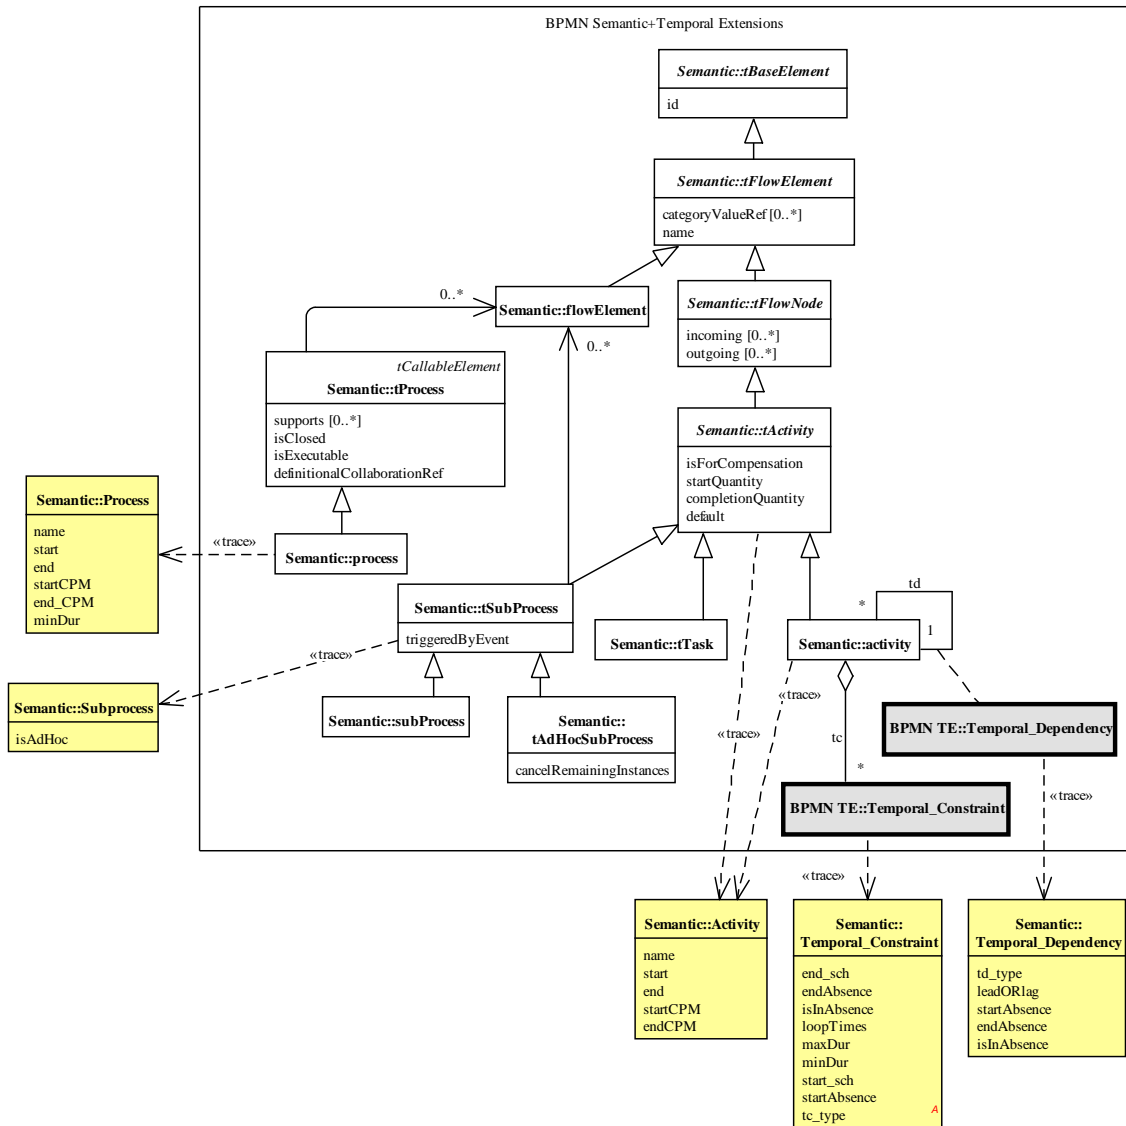 BPMN Semantic+Temporal Extensions
Semantic::tBaseElement
id
Semantic::tFlowElement
categoryValueRef [0..*]
name
0..*
Semantic::flowElement
0..*
Semantic::tFlowNode
incoming [0..*]
outgoing [0..*]
tCallableElement
Semantic::tProcess
supports [0..*]
isClosed
isExecutable
definitionalCollaborationRef
Semantic::tActivity
isForCompensation
startQuantity
completionQuantity
default
Semantic::Process
name
start
end
startCPM
end_CPM
minDur
«trace»
Semantic::process
Semantic::tSubProcess
triggeredByEvent
«trace»
Semantic::tTask
td
*
1
Semantic::activity
Semantic::Subprocess
isAdHoc
Semantic::subProcess
Semantic::
tAdHocSubProcess
cancelRemainingInstances
«trace»
«trace»
tc
*
BPMN TE::Temporal_Dependency
BPMN TE::Temporal_Constraint
«trace»
«trace»
Semantic::Activity
name
start
end
startCPM
endCPM
Semantic::
Temporal_Constraint
end_sch
endAbsence
isInAbsence
loopTimes
maxDur
minDur
start_sch
startAbsence
tc_type
A
Semantic::
Temporal_Dependency
td_type
leadORlag
startAbsence
endAbsence
isInAbsence